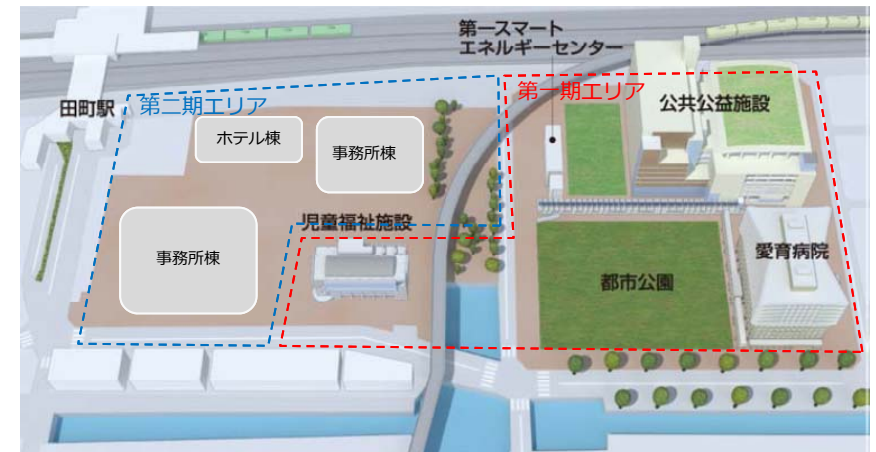 第一スマート
エネルギーセンター
第一期エリア
公共公益施設
田町駅
第二期エリア
ホテル棟
事務所棟
児童福祉施設
事務所棟
都市公園
愛育病院